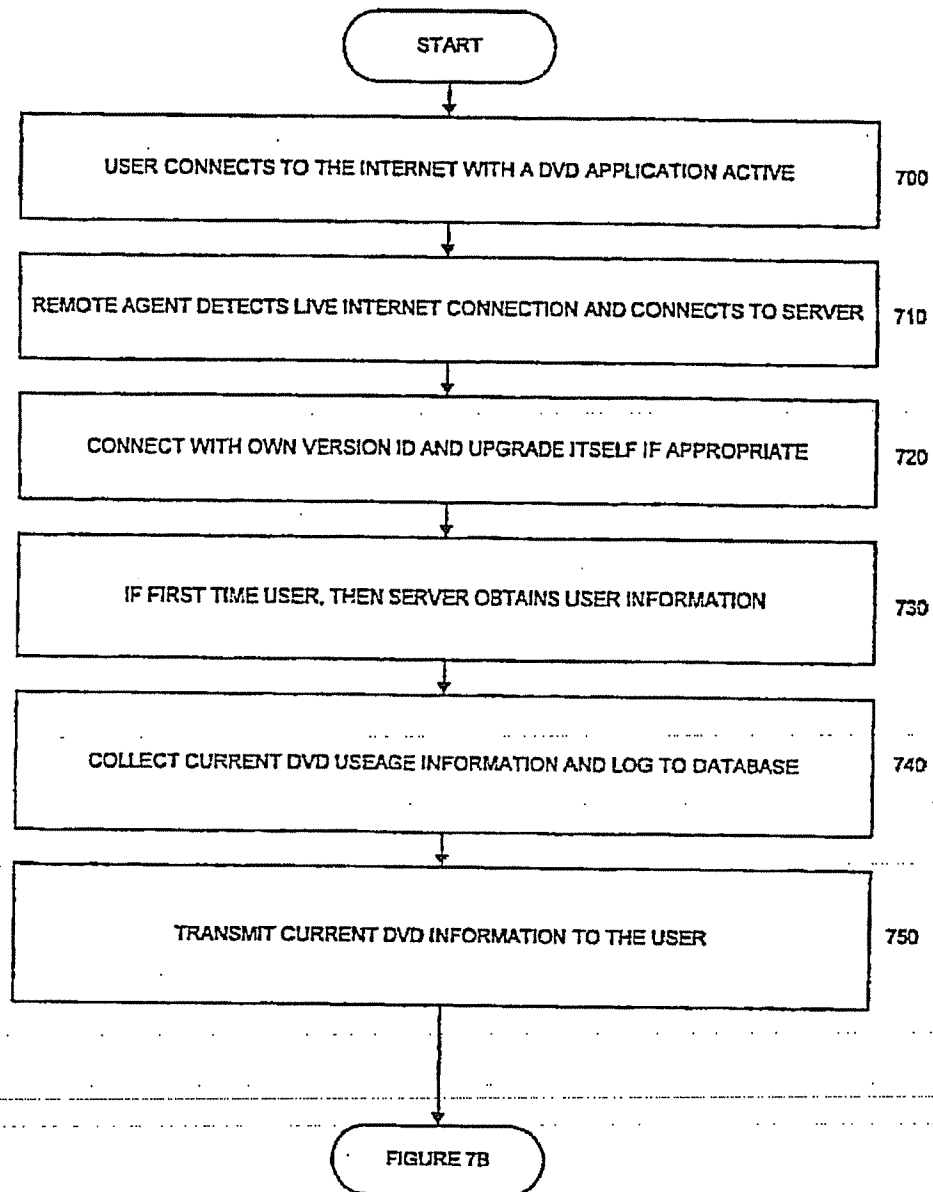 START
USER CONNECTS TO THE INTERNET WITH A DVD APPLICATION ACTIVE
700
REMOTE AGENT DETECTS LIVE INTERNET CONNECTION AND CONNECTS TO SERVER
710
CONNECT WITH OWN VERSION ID AND UPGRADE ITSELF IF APPROPRIATE
720
IF FIRST TIME USER, THEN SERVER OBTAINS USER INFORMATION
730
COLLECT CURRENT DVD USEAGE INFORMATION AND LOG TO DATABASE
740
TRANSMIT CURRENT DVD INFORMATION TO THE USER
750
FIGURE 7B